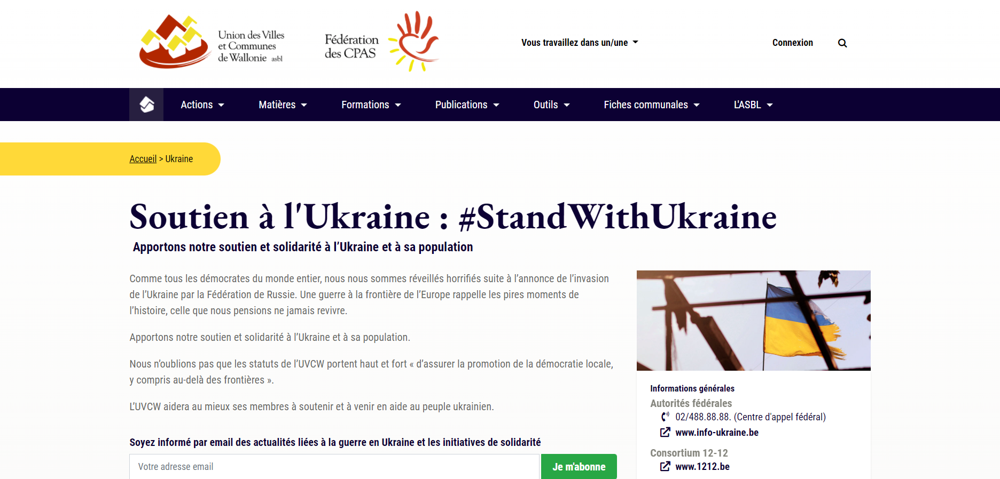 Union des Villes
et Communes
de Wallonie asbl
Fédération
des CPAS
Vous travaillez dans un/une
Connexion
Actions
Matières
Formations
Publications
Outils
Fiches communales
L'ASBL
Accueil > Ukraine
Soutien à l'Ukraine : #StandWithUkraine
Apportons notre soutien et solidarité à l’Ukraine et à sa population
Comme tous les démocrates du monde entier, nous nous sommes réveillés horrifiés suite à l’annonce de l’invasion
de l’Ukraine par la Fédération de Russie. Une guerre à la frontière de l’Europe rappelle les pires moments de
l’histoire, celle que nous pensions ne jamais revivre.
Apportons notre soutien et solidarité à l’Ukraine et à sa population.
Nous n’oublions pas que les statuts de l’UVCW portent haut et fort « d’assurer la promotion de la démocratie locale,
y compris au-delà des frontières ».
L’UVCW aidera au mieux ses membres à soutenir et à venir en aide au peuple ukrainien.
Soyez informé par email des actualités liées à la guerre en Ukraine et les initiatives de solidarité
Votre adresse email
Je m'abonne
Informations générales
Autorités fédérales
02/488.88.88. (Centre d'appel fédéral)
www.info-ukraine.be
Consortium 12-12
www.1212.be